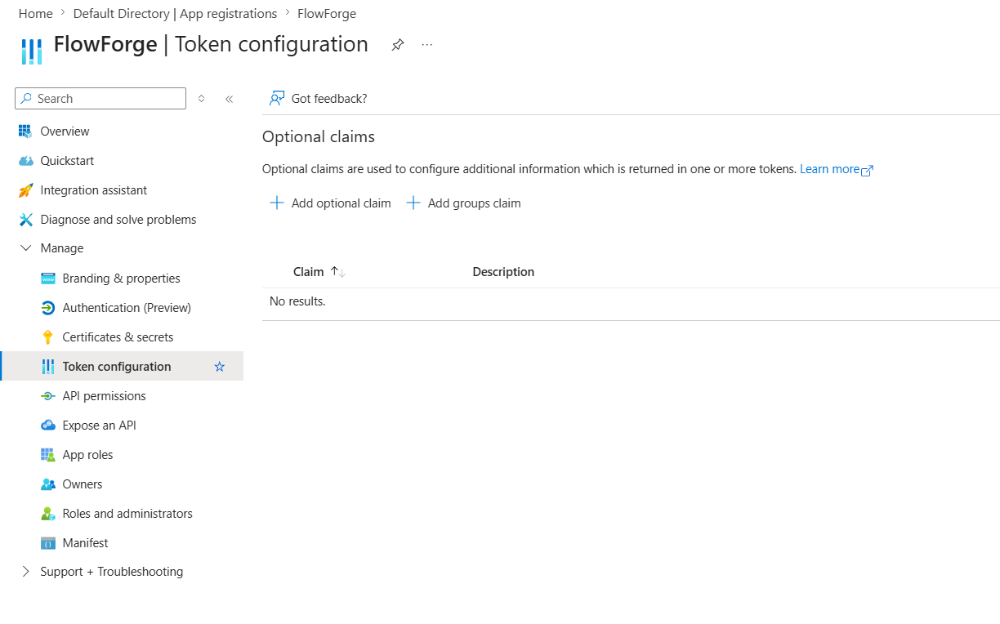 Home > Default Directory | App registrations > FlowForge
FlowForge | Token configuration ...
Search
Got feedback?
Overview
Quickstart
Integration assistant
Diagnose and solve problems
Manage
Branding & properties
Authentication (Preview)
Certificates & secrets
Token configuration
API permissions
Expose an API
App roles
Owners
Roles and administrators
Manifest
Support + Troubleshooting
Optional claims
Optional claims are used to configure additional information which is returned in one or more tokens. Learn more
Add optional claim Add groups claim
Claim ↑↓ Description
No results.